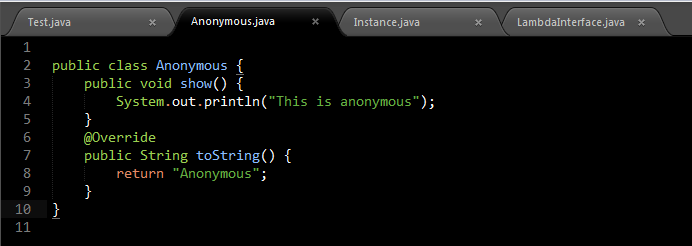 Test.java × Anonymous.java × Instance.java × LambdaInterface.java ×
1
2 public class Anonymous {
3     public void show() {
4         System.out.println("This is anonymous");
5     }
6     @Override
7     public String toString() {
8         return "Anonymous";
9     }
10 }
11